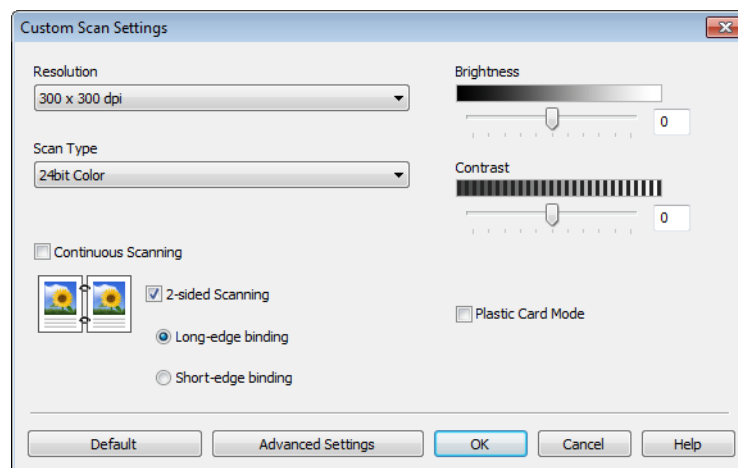 Custom Scan Settings
Resolution
300 x 300 dpi
Scan Type
24bit Color
Brightness
0
Contrast
0
Continuous Scanning
2-sided Scanning
Long-edge binding
Short-edge binding
Plastic Card Mode
Default
Advanced Settings
OK
Cancel
Help